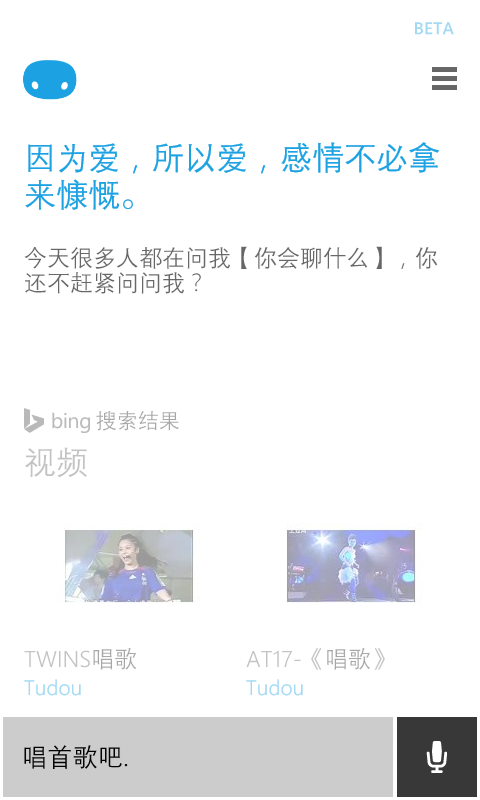 BETA
因为爱，所以爱，感情不必拿
来慷慨。
今天很多人都在问我【你会聊什么】，你
还不赶紧问问我？
bing 搜索结果
视频
TWINS唱歌
AT17-《唱歌》
Tudou
Tudou
唱首歌吧.